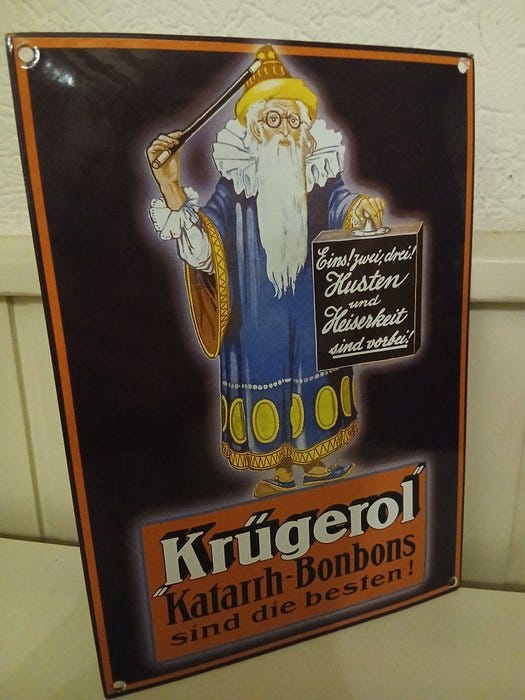 Eins! zwei, drei!
Husten
und
Heiserkeit
sind vorbei!
"Krügerol"
Katarrh-Bonbons
sind die besten!